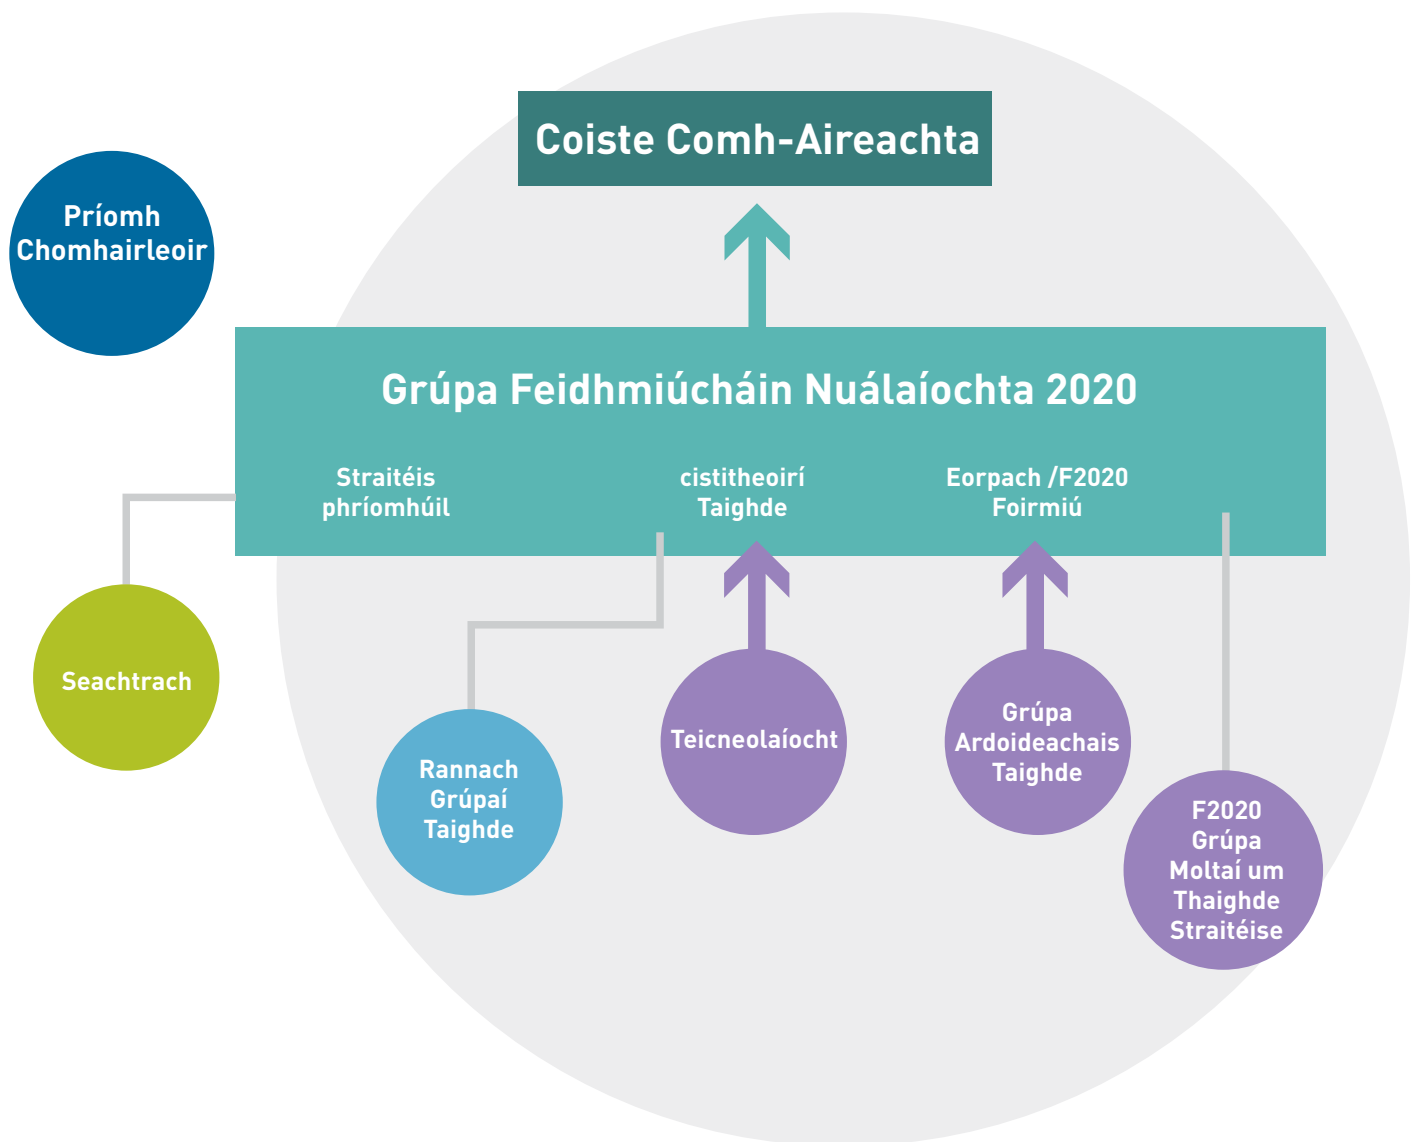 Coiste Comh-Aireachta
Príomh
Chomhairleoir
Grúpa Feidhmiúcháin Nuálaíochta 2020
Straitéis
phríomhúil
cistitheoirí
Taighde
Eorpach /F2020
Foirmiú
Seachtrach
Rannach
Grúpaí
Taighde
Teicneolaíocht
Grúpa
Ardoideachais
Taighde
F2020
Grúpa
Moltaí um
Thaighde
Straitéise